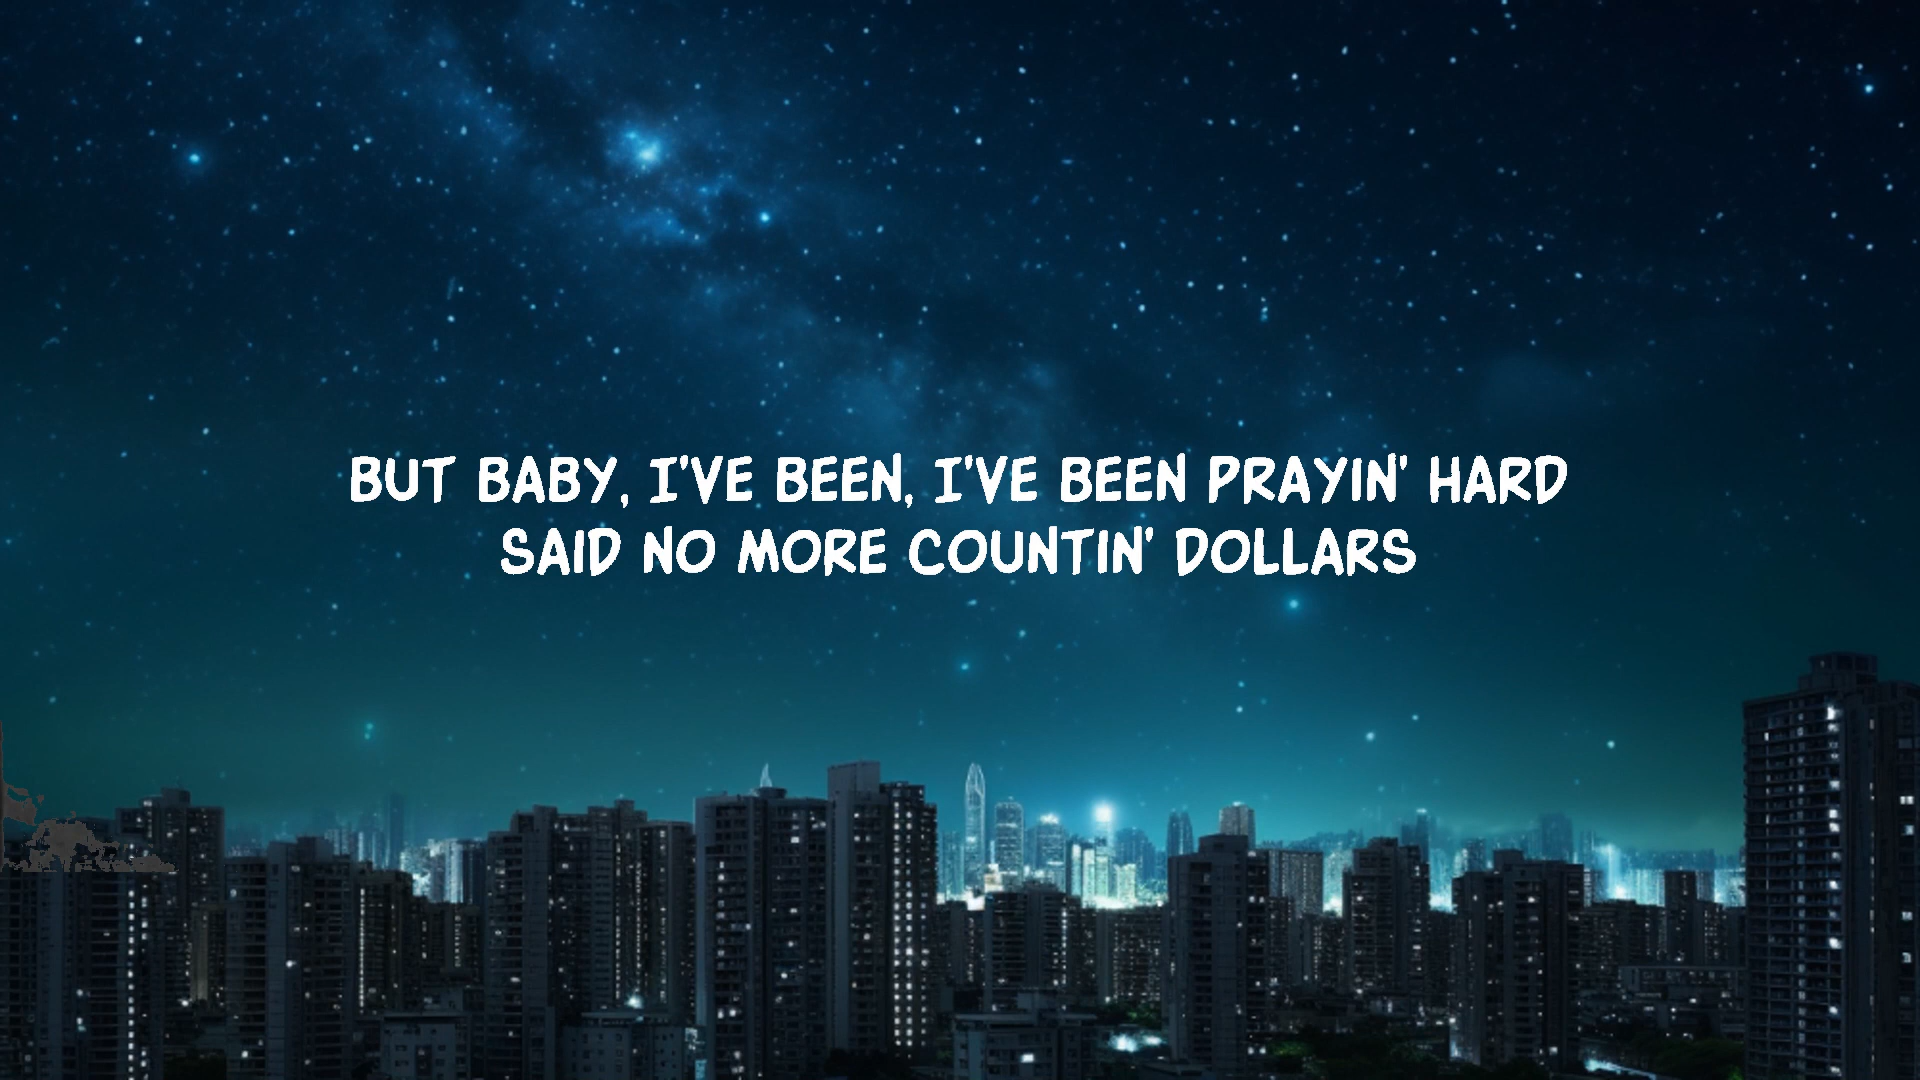 BUT BABY, I'VE BEEN, I'VE BEEN PRAYIN' HARD
SAID NO MORE COUNTIN' DOLLARS